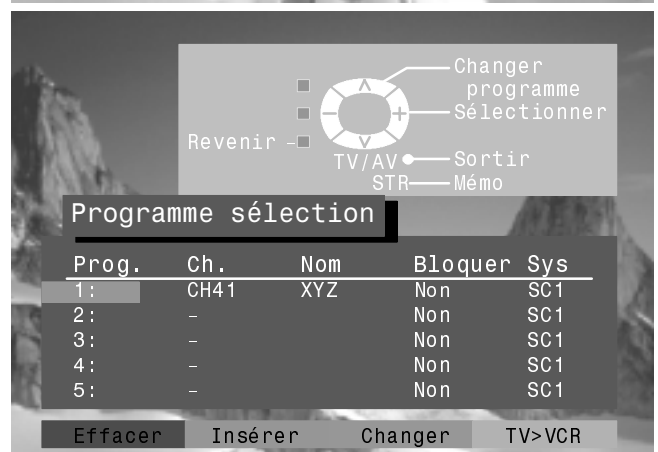 Changer
programme
Sélectionner
Revenir
TV/AV Sortir
STR Mémo
Programme sélection
Prog. Ch. Nom Bloquer Sys
1: CH41 XYZ Non SC1
2: - Non SC1
3: - Non SC1
4: - Non SC1
5: - Non SC1
Effacer Insérer Changer TV>VCR